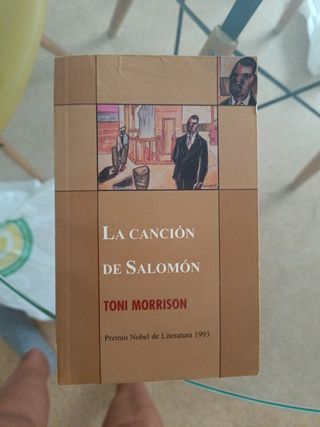 LA CANCIÓN
DE SALOMÓN
TONI MORRISON
Premio Nobel de Literatura 1993